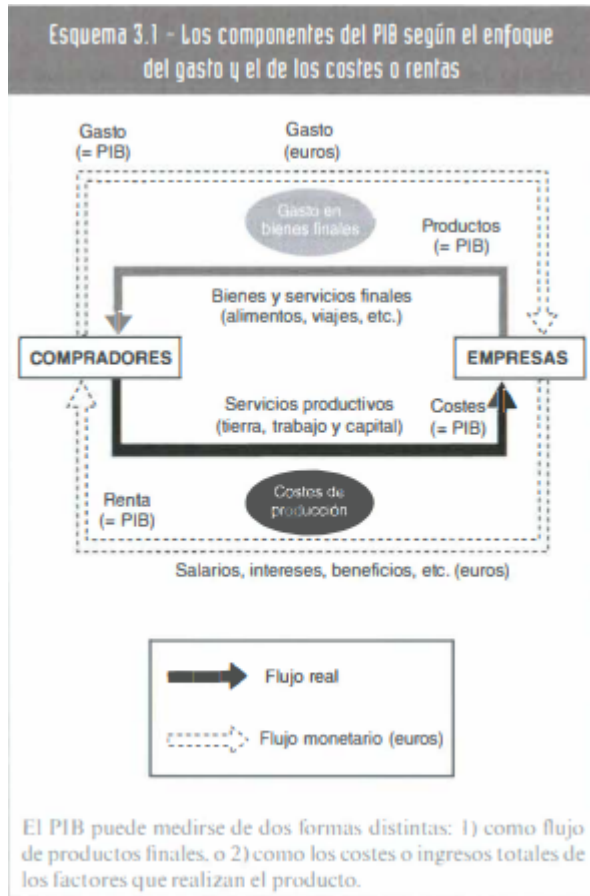 Esquema 3.1 - Los componentes del PIB según el enfoque
del gasto y el de los costes o rentas
Gasto
(= PIB)
Gasto
(euros)
Gasto en
bienes finales
Productos
(= PIB)
Bienes y servicios finales
(alimentos, viajes, etc.)
COMPRADORES
EMPRESAS
Servicios productivos
(tierra, trabajo y capital)
Costes
(= PIB)
Costes de
producción
Renta
(= PIB)
Salarios, intereses, beneficios, etc. (euros)
Flujo real
Flujo monetario (euros)
El PIB puede medirse de dos formas distintas: 1) como flujo
de productos finales, o 2) como los costes o ingresos totales de
los factores que realizan el producto.